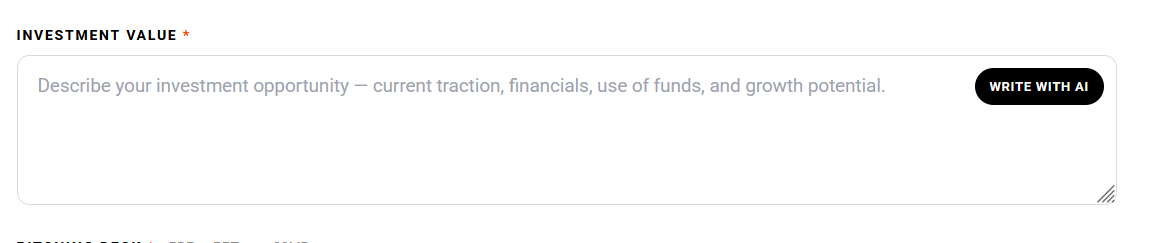 INVESTMENT VALUE *
Describe your investment opportunity — current traction, financials, use of funds, and growth potential.
WRITE WITH AI